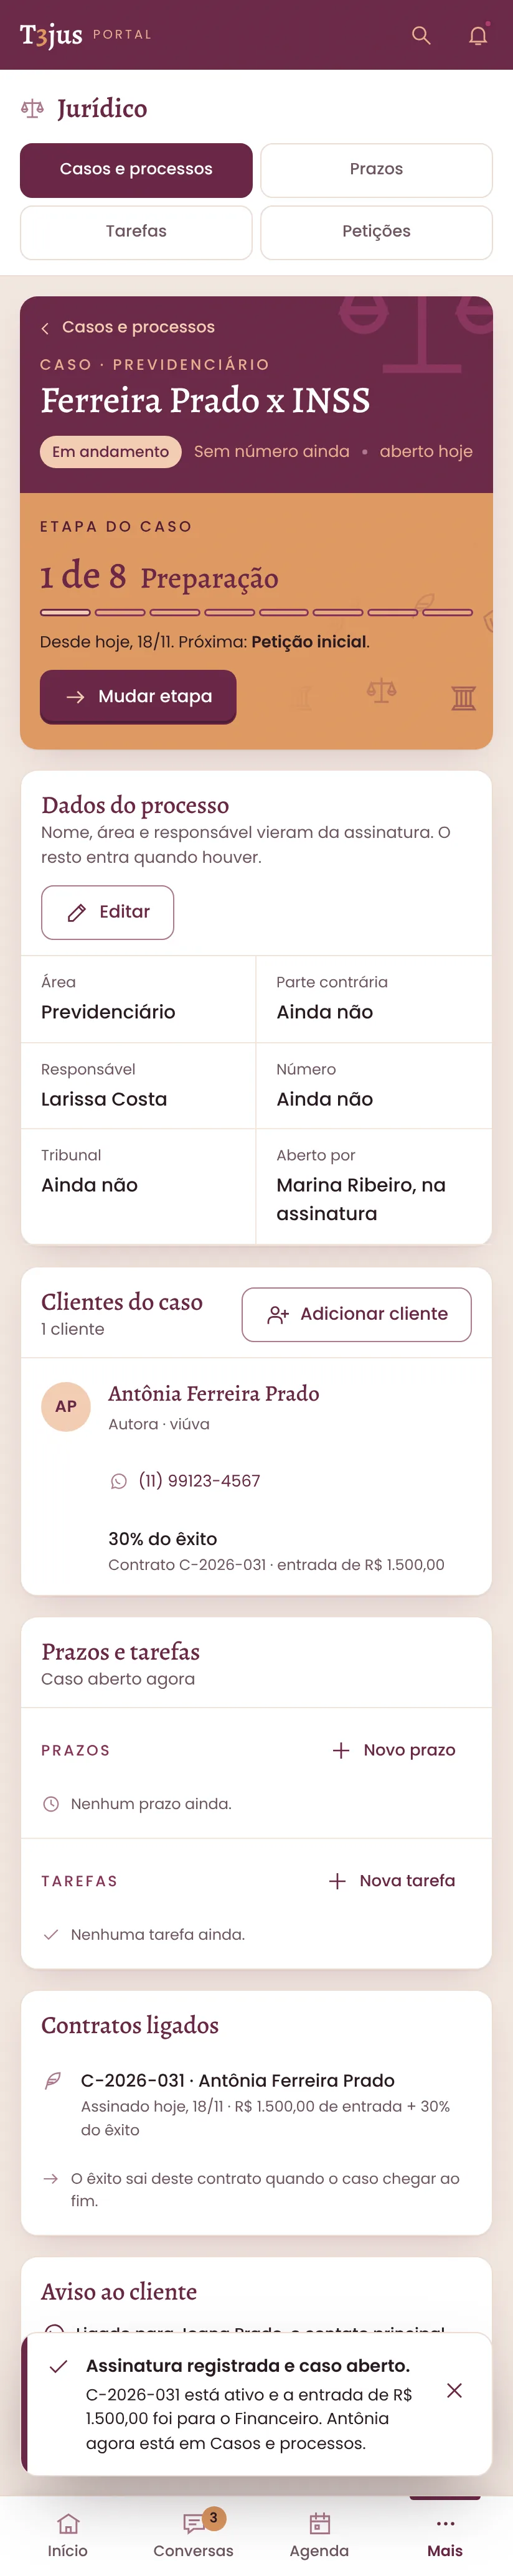 T3jus PORTAL
Jurídico
Casos e processos
Prazos
Tarefas
Petições
Casos e processos
CASO · PREVIDENCIÁRIO
Ferreira Prado x INSS
Em andamento
Sem número ainda • aberto hoje
ETAPA DO CASO
1 de 8 Preparação
Desde hoje, 18/11. Próxima: Petição inicial.
Mudar etapa
Dados do processo
Nome, área e responsável vieram da assinatura. O
resto entra quando houver.
Editar
Área
Previdenciário
Parte contrária
Ainda não
Responsável
Larissa Costa
Número
Ainda não
Tribunal
Ainda não
Aberto por
Marina Ribeiro, na
assinatura
Clientes do caso
1 cliente
Adicionar cliente
AP
Antônia Ferreira Prado
Autora · viúva
(11) 99123-4567
30% do êxito
Contrato C-2026-031 · entrada de R$ 1.500,00
Prazos e tarefas
Caso aberto agora
PRAZOS
Novo prazo
Nenhum prazo ainda.
TAREFAS
Nova tarefa
Nenhuma tarefa ainda.
Contratos ligados
C-2026-031 · Antônia Ferreira Prado
Assinado hoje, 18/11 · R$ 1.500,00 de entrada + 30%
do êxito
O êxito sai deste contrato quando o caso chegar ao
fim.
Aviso ao cliente
Assinatura registrada e caso aberto.
C-2026-031 está ativo e a entrada de R$
1.500,00 foi para o Financeiro. Antônia
agora está em Casos e processos.
Início
3
Conversas
Agenda
Mais